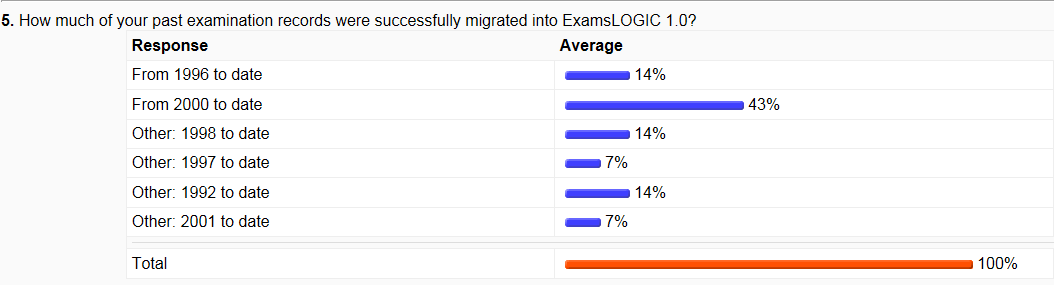 5. How much of your past examination records were successfully migrated into ExamsLOGIC 1.0?
Response Average
From 1996 to date 14%
From 2000 to date 43%
Other: 1998 to date 14%
Other: 1997 to date 7%
Other: 1992 to date 14%
Other: 2001 to date 7%
Total 100%